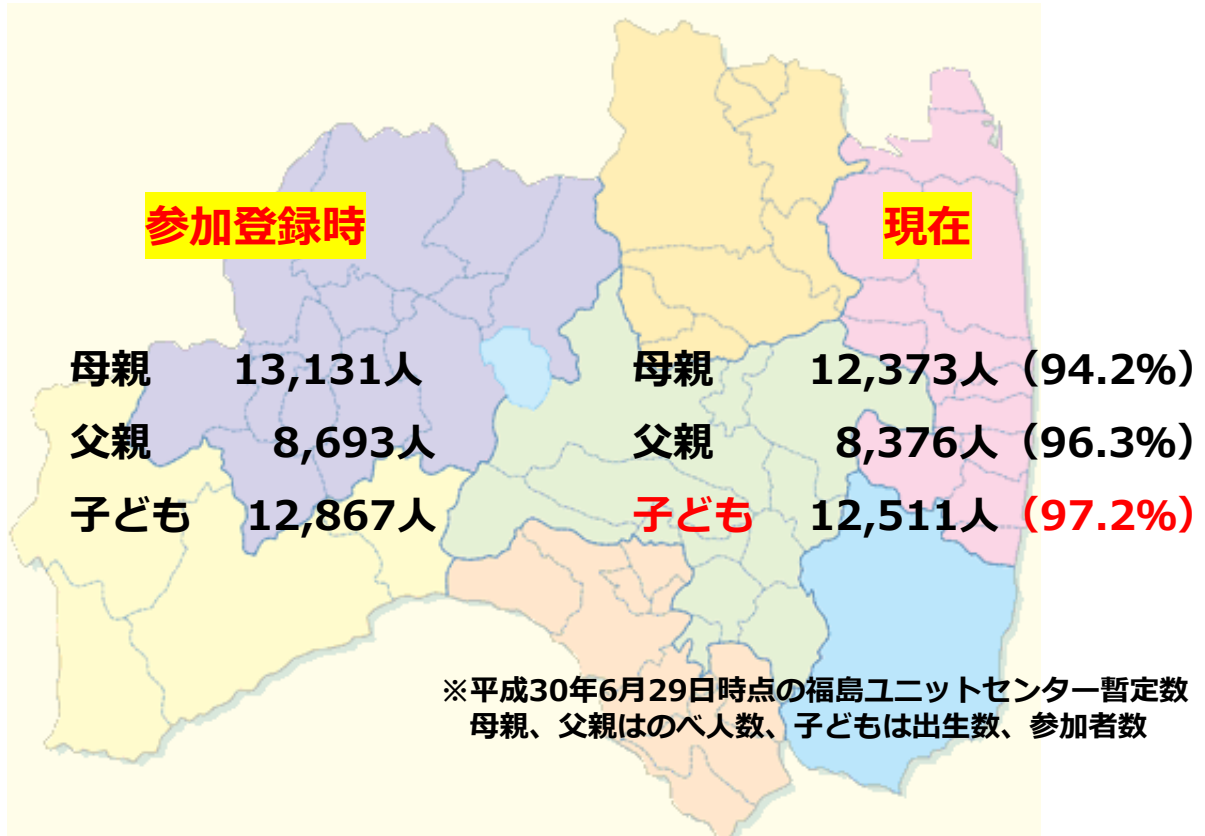 参加登録時
現在
母親 13,131人 母親 12,373人（94.2%）
父親 8,693人 父親 8,376人（96.3%）
子ども 12,867人 子ども 12,511人（97.2%）
※平成30年6月29日時点の福島ユニットセンター暫定数
母親、父親はのべ人数、子どもは出生数、参加者数